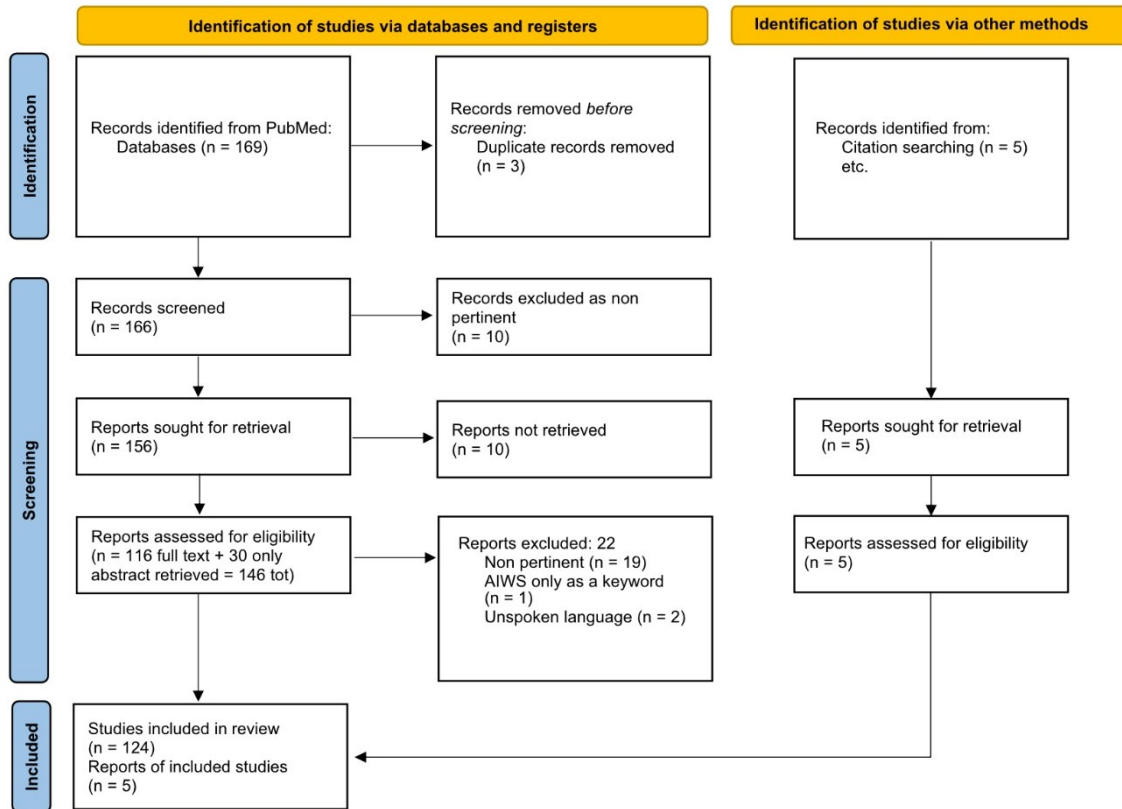 Identification of studies via databases and registers
Identification of studies via other methods
Identification
Records identified from PubMed:
Databases (n = 169)
Records removed before
screening:
Duplicate records removed
(n = 3)
Records identified from:
Citation searching (n = 5)
etc.
Screening
Records screened
(n = 166)
Records excluded as non
pertinent
(n = 10)
Reports sought for retrieval
(n = 156)
Reports not retrieved
(n = 10)
Reports sought for retrieval
(n = 5)
Reports assessed for eligibility
(n = 116 full text + 30 only
abstract retrieved = 146 tot)
Reports excluded: 22
Non pertinent (n = 19)
AIWS only as a keyword
(n = 1)
Unspoken language (n = 2)
Reports assessed for eligibility
(n = 5)
Included
Studies included in review
(n = 124)
Reports of included studies
(n = 5)